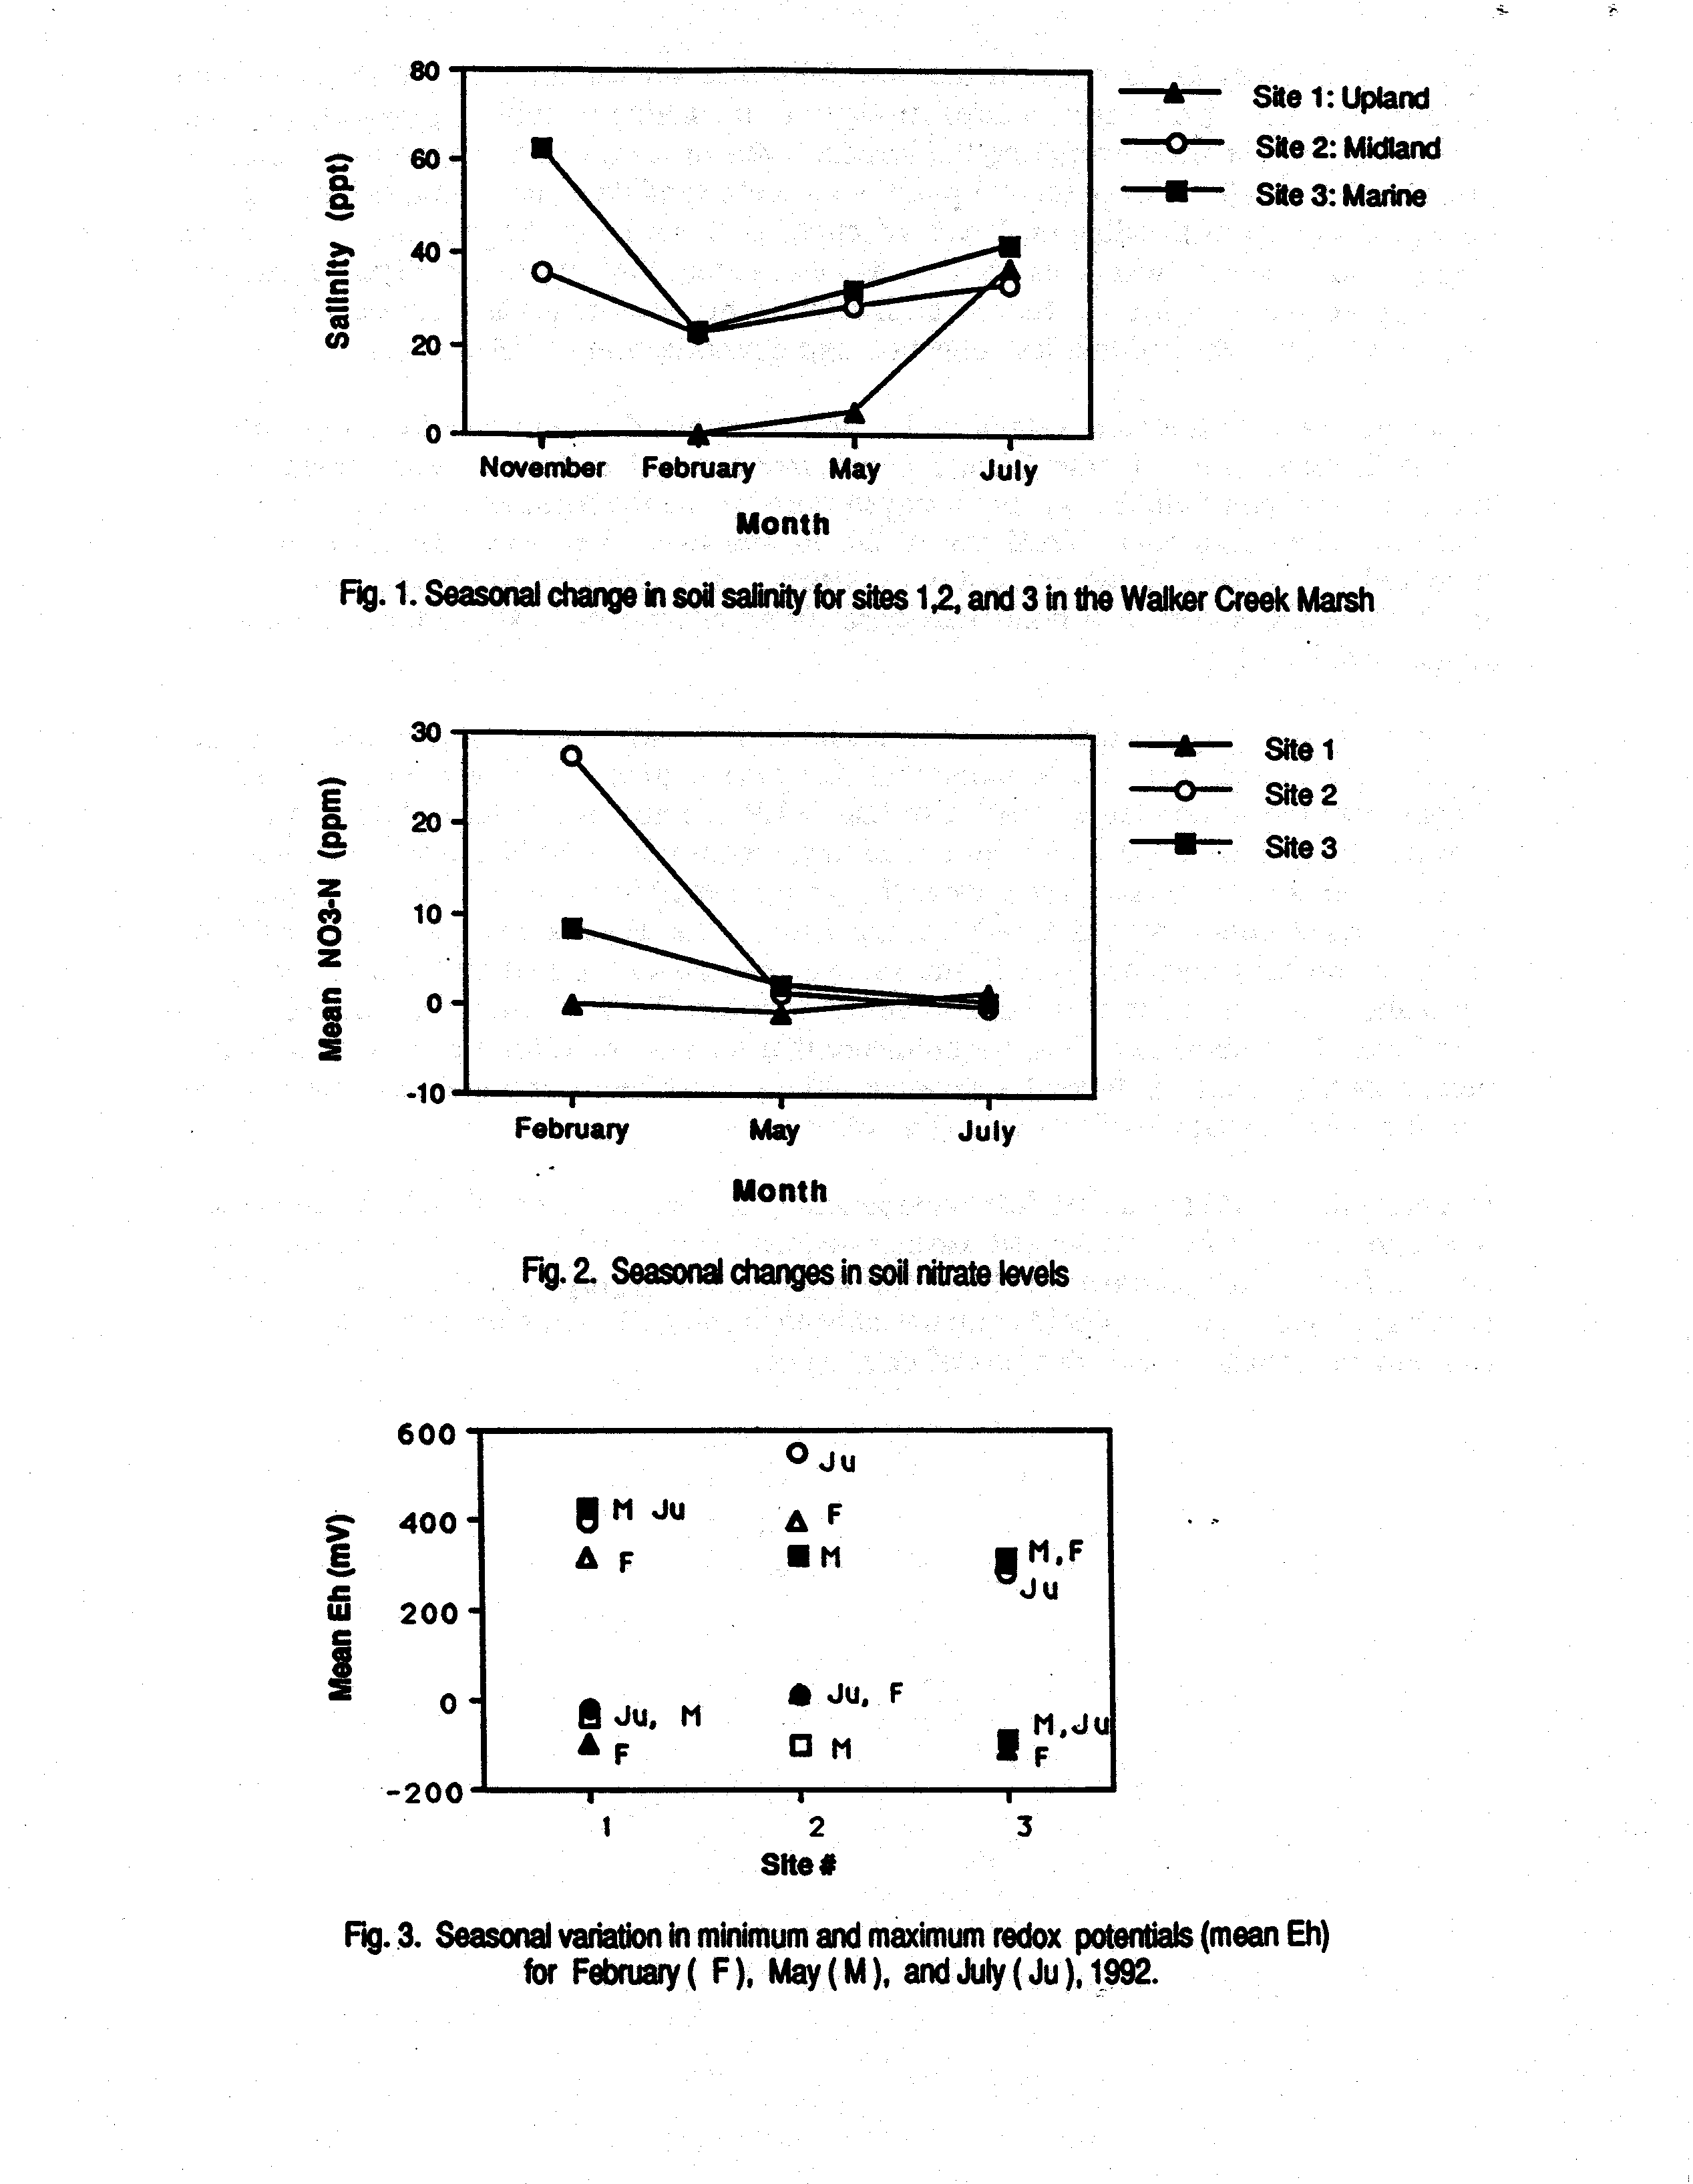 80
60
40
20
0
Salinity (ppt)
November February May July
Month
Site 1: Upland
Site 2: Midland
Site 3: Marine
Fig. 1. Seasonal change in soil salinity for sites 1,2, and 3 in the Walker Creek Marsh
30
20
10
0
-10
Mean NO3-N (ppm)
February May July
Month
Site 1
Site 2
Site 3
Fig. 2. Seasonal changes in soil nitrate levels
600
400
200
0
-200
Mean Eh (mV)
Ju
M Ju
F
F
M
M,F
Ju
Ju, M
F
Ju, F
M
M,Ju
F
1 2 3
Site #
Fig. 3. Seasonal variation in minimum and maximum redox potentials (mean Eh)
for February ( F ), May ( M ), and July ( Ju ), 1992.